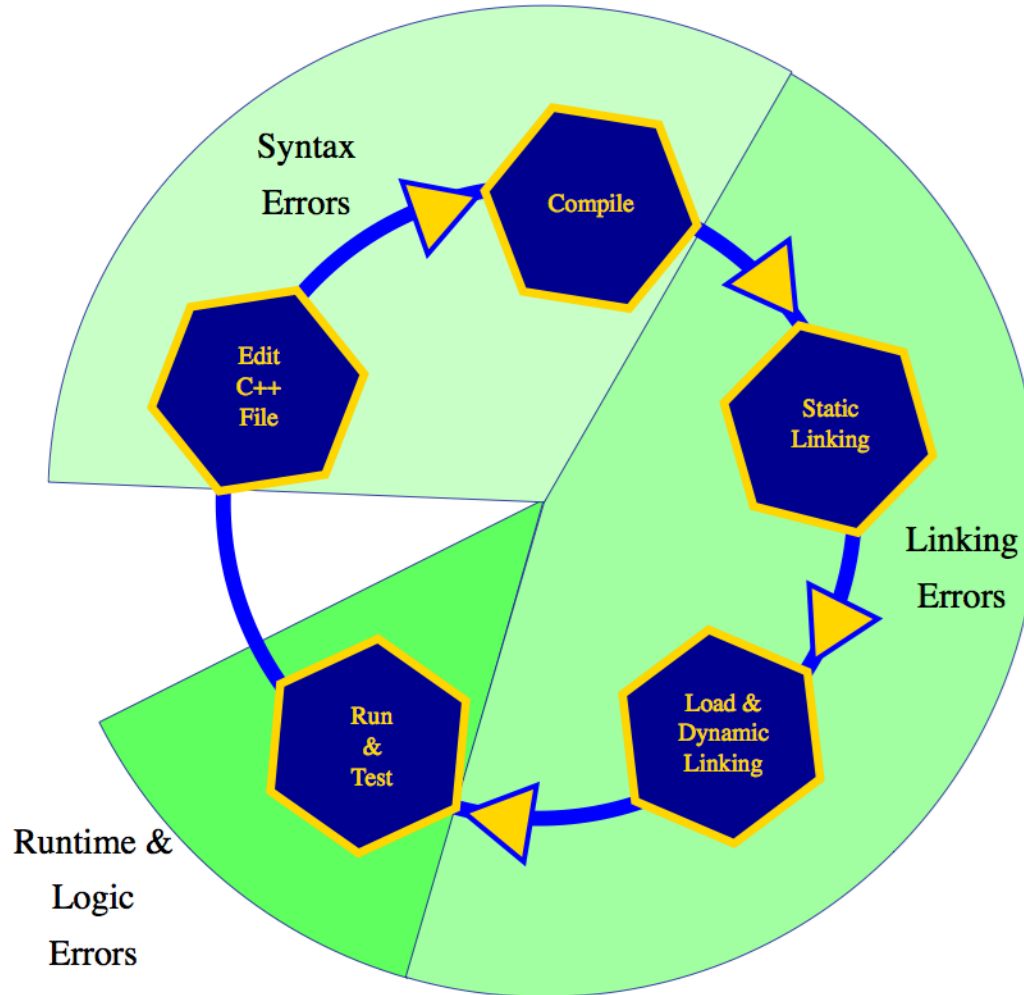 Syntax
Errors
Compile
Edit
C++
File
Static
Linking
Linking
Errors
Load &
Dynamic
Linking
Run
&
Test
Runtime &
Logic
Errors